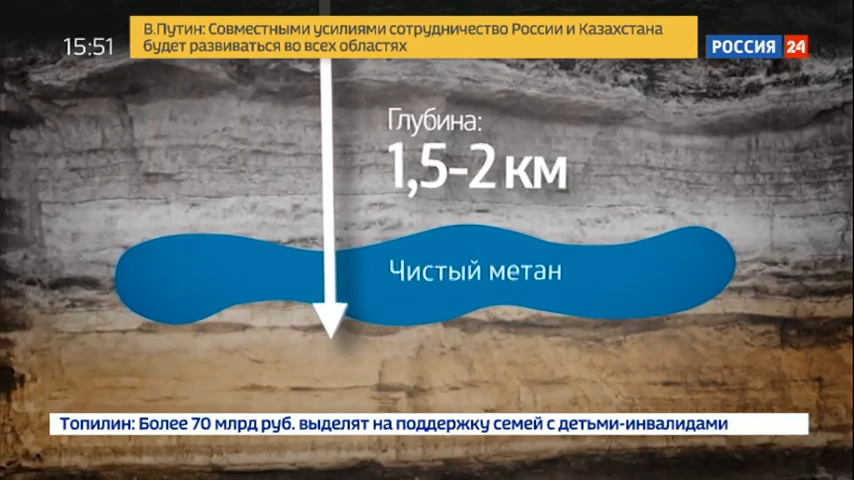 15:51
В.Путин: Совместными усилиями сотрудничество России и Казахстана
будет развиваться во всех областях
РОССИЯ 24
Глубина:
1,5-2 км
Чистый метан
Топилин: Более 70 млрд руб. выделят на поддержку семей с детьми-инвалидами